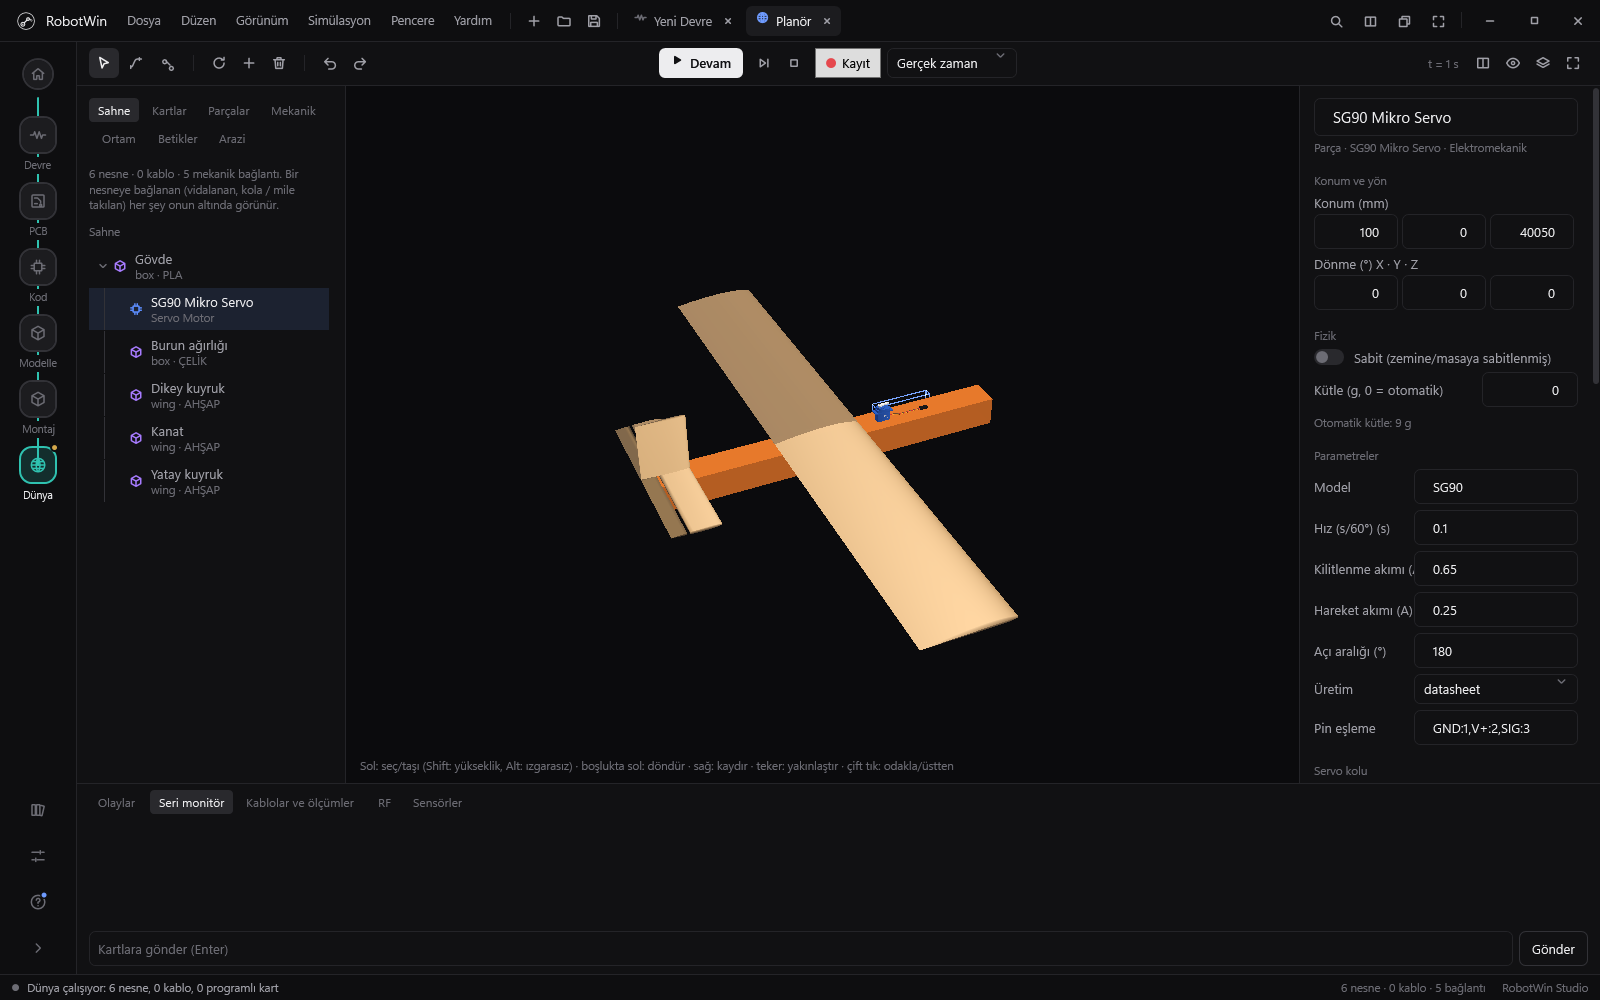 RobotWin Dosya Düzen Görünüm Simülasyon Pencere Yardım Yeni Devre Planör
Devam Kayıt Gerçek zaman t = 1 s
Devre
PCB
Kod
Modelle
Montaj
Dünya
Sahne Kartlar Parçalar Mekanik
Ortam Betikler Arazi
6 nesne · 0 kablo · 5 mekanik bağlantı. Bir
nesneye bağlanan (vidalanan, kola / mile
takılan) her şey onun altında görünür.
Sahne
Gövde
box · PLA
SG90 Mikro Servo
Servo Motor
Burun ağırlığı
box · ÇELİK
Dikey kuyruk
wing · AHŞAP
Kanat
wing · AHŞAP
Yatay kuyruk
wing · AHŞAP
Sol: seç/taşı (Shift: yükseklik, Alt: ızgarasız) · boşlukta sol: döndür · sağ: kaydır · teker: yakınlaştır · çift tık: odakla/üstten
SG90 Mikro Servo
Parça · SG90 Mikro Servo · Elektromekanik
Konum ve yön
Konum (mm)
100 0 40050
Dönme (°) X · Y · Z
0 0 0
Fizik
Sabit (zemine/masaya sabitlenmiş)
Kütle (g, 0 = otomatik) 0
Otomatik kütle: 9 g
Parametreler
Model SG90
Hız (s/60°) (s) 0.1
Kilitlenme akımı 0.65
Hareket akımı (A) 0.25
Açı aralığı (°) 180
Üretim datasheet
Pin eşleme GND:1,V+:2,SIG:3
Servo kolu
Olaylar Seri monitör Kablolar ve ölçümler RF Sensörler
Kartlara gönder (Enter) Gönder
Dünya çalışıyor: 6 nesne, 0 kablo, 0 programlı kart 6 nesne · 0 kablo · 5 bağlantı RobotWin Studio